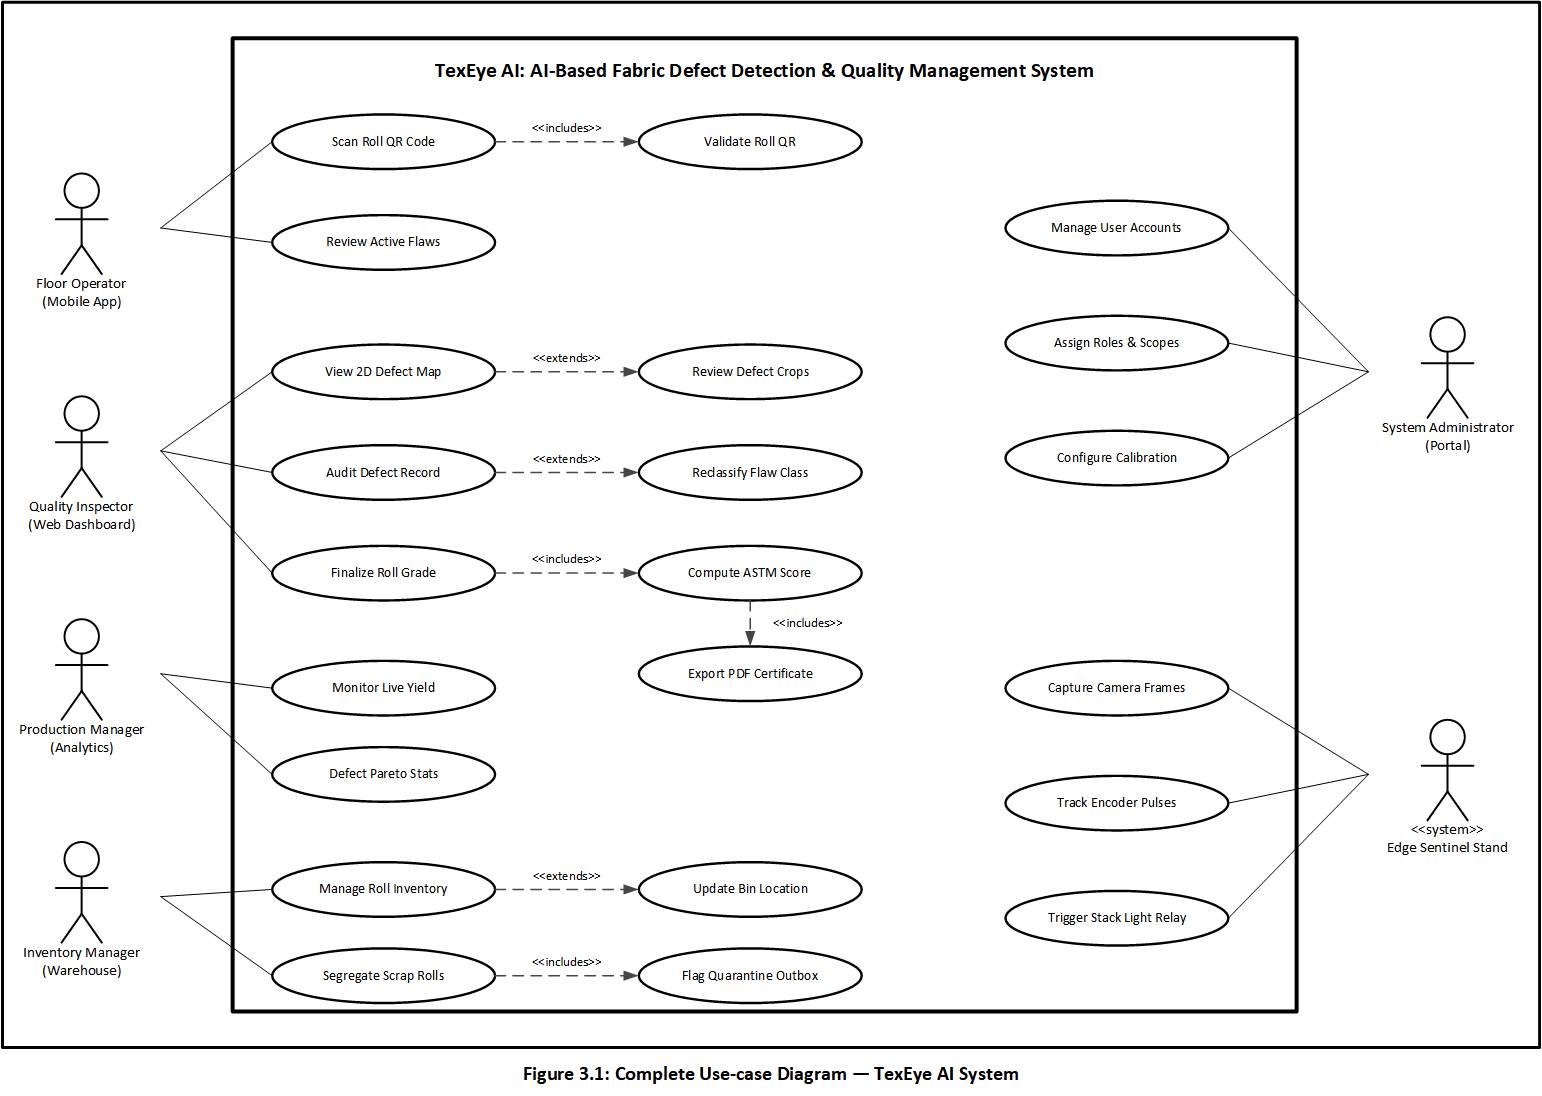 TexEye AI: AI-Based Fabric Defect Detection & Quality Management System
Scan Roll QR Code
<<includes>>
Validate Roll QR
Review Active Flaws
Floor Operator
(Mobile App)
View 2D Defect Map
<<extends>>
Review Defect Crops
Audit Defect Record
<<extends>>
Reclassify Flaw Class
Quality Inspector
(Web Dashboard)
Finalize Roll Grade
<<includes>>
Compute ASTM Score
<<includes>>
Export PDF Certificate
Monitor Live Yield
Defect Pareto Stats
Production Manager
(Analytics)
Manage Roll Inventory
<<extends>>
Update Bin Location
Segregate Scrap Rolls
<<includes>>
Flag Quarantine Outbox
Inventory Manager
(Warehouse)
Manage User Accounts
Assign Roles & Scopes
Configure Calibration
System Administrator
(Portal)
Capture Camera Frames
Track Encoder Pulses
Trigger Stack Light Relay
<<system>>
Edge Sentinel Stand
Figure 3.1: Complete Use-case Diagram — TexEye AI System